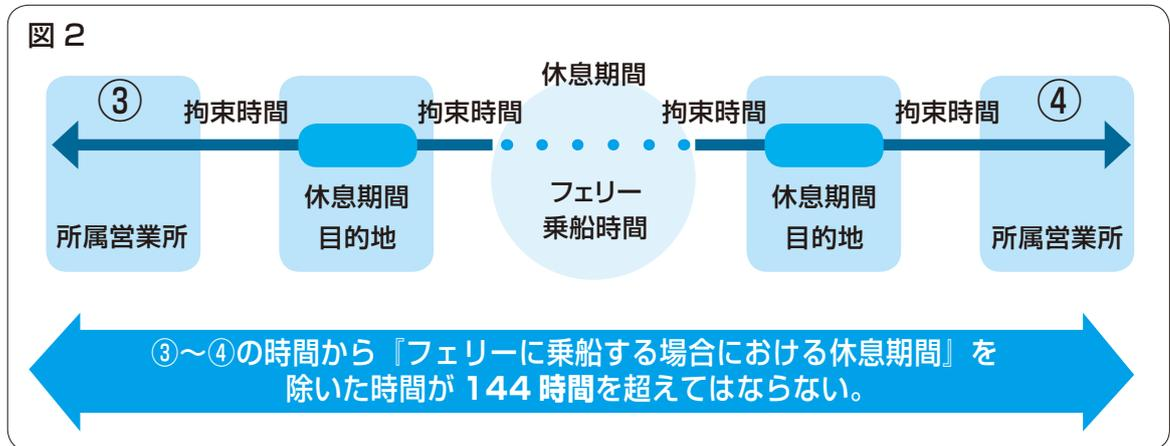 図2
休息期間
③
拘束時間
拘束時間
拘束時間
拘束時間
④
休息期間
フェリー
乗船時間
休息期間
所属営業所
目的地
目的地
所属営業所
③〜④の時間から『フェリーに乗船する場合における休息期間』を
除いた時間が 144 時間を超えてはならない。